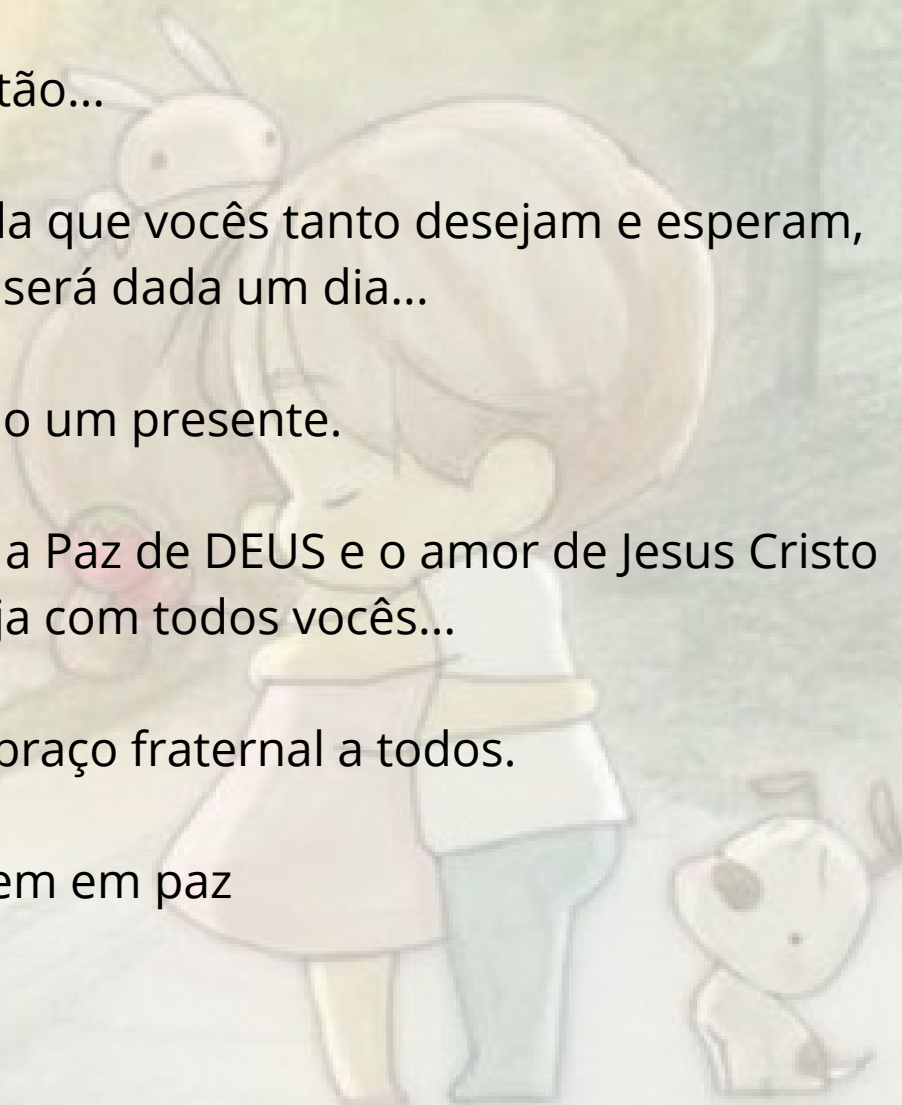 tão...
la que vocês tanto desejam e esperam,
será dada um dia...
o um presente.
a Paz de DEUS e o amor de Jesus Cristo
ja com todos vocês...
braço fraternal a todos.
em em paz